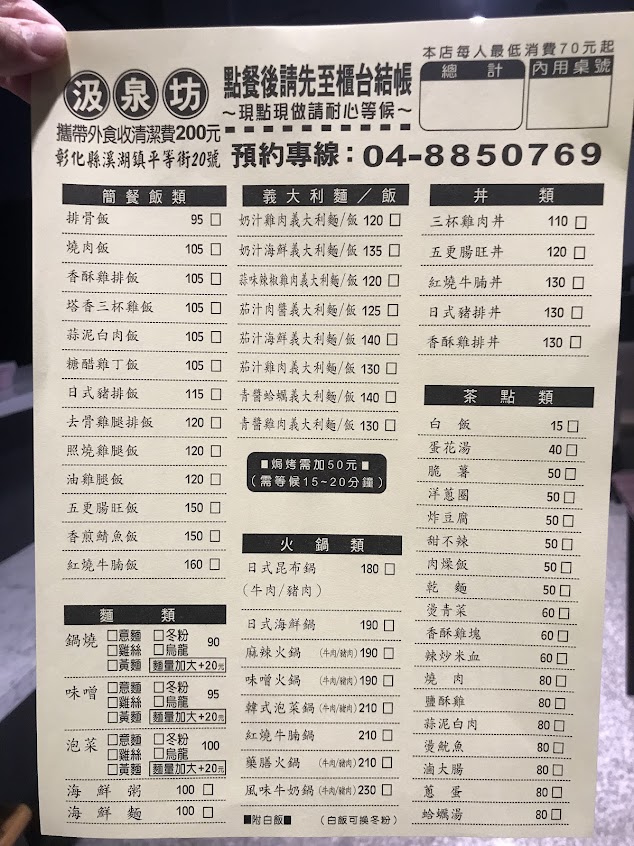 本店每人最低消費70元起
汲泉坊
點餐後請先至櫃台結帳
～現點現做請耐心等候～
總計
內用桌號
攜帶外食收清潔費200元
彰化縣溪湖鎮平等街20號
預約專線：04-8850769
簡餐飯類
排骨飯 95 □
燒肉飯 105 □
香酥雞排飯 105 □
塔香三杯雞飯 105 □
蒜泥白肉飯 105 □
糖醋雞丁飯 105 □
日式豬排飯 115 □
去骨雞腿排飯 120 □
照燒雞腿飯 120 □
油雞腿飯 120 □
五更腸旺飯 150 □
香煎鯖魚飯 150 □
紅燒牛腩飯 160 □
麵類
鍋燒 □意麵 □冬粉 90
□雞絲 □烏龍
□黃麵 麵量加大+20元
味噌 □意麵 □冬粉 95
□雞絲 □烏龍
□黃麵 麵量加大+20元
泡菜 □意麵 □冬粉 100
□雞絲 □烏龍
□黃麵 麵量加大+20元
海鮮粥 100 □
海鮮麵 100 □
義大利麵／飯
奶汁雞肉義大利麵/飯 120 □
奶汁海鮮義大利麵/飯 135 □
蒜味辣椒雞肉義大利麵/飯 120 □
茄汁肉醬義大利麵/飯 125 □
茄汁海鮮義大利麵/飯 140 □
茄汁雞肉義大利麵/飯 130 □
青醬蛤蠣義大利麵/飯 140 □
青醬雞肉義大利麵/飯 130 □
■焗烤需加50元■
（需等候15~20分鐘）
火鍋類
日式昆布鍋 180 □
（牛肉/豬肉）
日式海鮮鍋 190 □
麻辣火鍋 （牛肉/豬肉）190 □
味噌火鍋 （牛肉/豬肉）190 □
韓式泡菜鍋（牛肉/豬肉）210 □
紅燒牛腩鍋 210 □
藥膳火鍋 （牛肉/豬肉）210 □
風味牛奶鍋（牛肉/豬肉）230 □
■附白飯■ （白飯可換冬粉）
丼類
三杯雞肉丼 110 □
五更腸旺丼 120 □
紅燒牛腩丼 130 □
日式豬排丼 130 □
香酥雞排丼 130 □
茶點類
白飯 15 □
蛋花湯 40 □
脆薯 50 □
洋蔥圈 50 □
炸豆腐 50 □
甜不辣 50 □
肉燥飯 50 □
乾麵 50 □
燙青菜 60 □
香酥雞塊 60 □
辣炒米血 60 □
燒肉 80 □
鹽酥雞 80 □
蒜泥白肉 80 □
燙魷魚 80 □
滷大腸 80 □
蔥蛋 80 □
蛤蠣湯 80 □